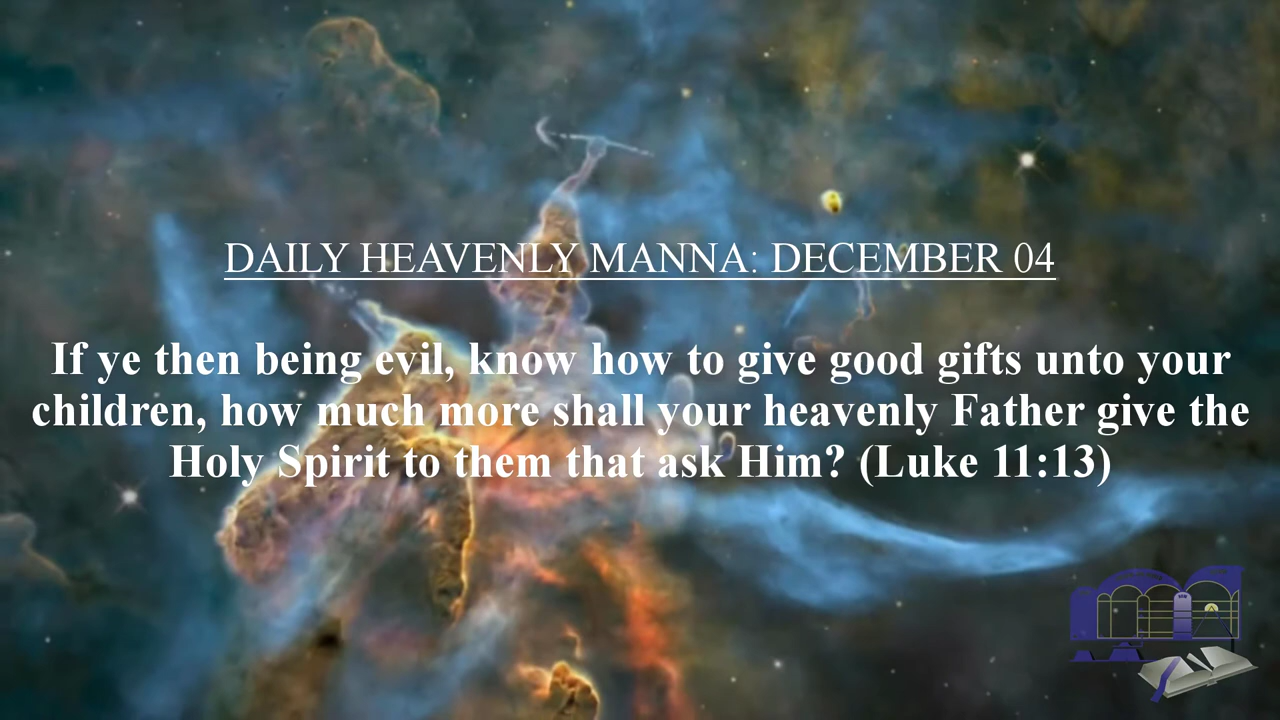 DAILY HEAVENLY MANNA: DECEMBER 04
If ye then being evil, know how to give good gifts unto your
children, how much more shall your heavenly Father give the
Holy Spirit to them that ask Him? (Luke 11:13)